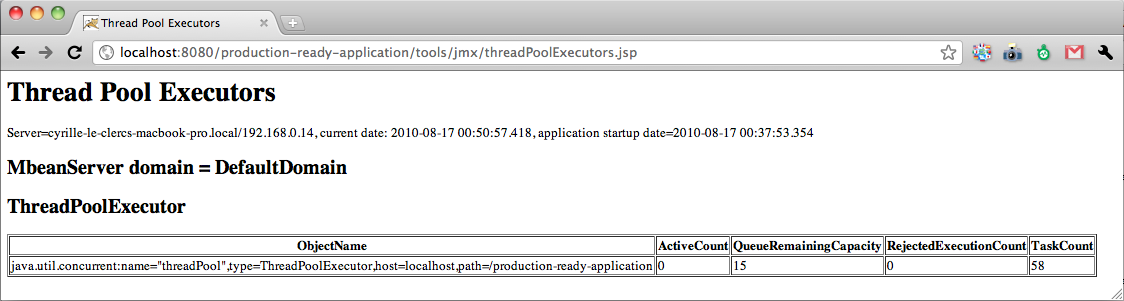 Thread Pool Executors
localhost:8080/production-ready-application/tools/jmx/threadPoolExecutors.jsp
Thread Pool Executors
Server=cyrille-le-clercs-macbook-pro.local/192.168.0.14, current date: 2010-08-17 00:50:57.418, application startup date=2010-08-17 00:37:53.354
MbeanServer domain = DefaultDomain
ThreadPoolExecutor
ObjectName ActiveCount QueueRemainingCapacity RejectedExecutionCount TaskCount
java.util.concurrent:name="threadPool",type=ThreadPoolExecutor,host=localhost,path=/production-ready-application 0 15 0 58